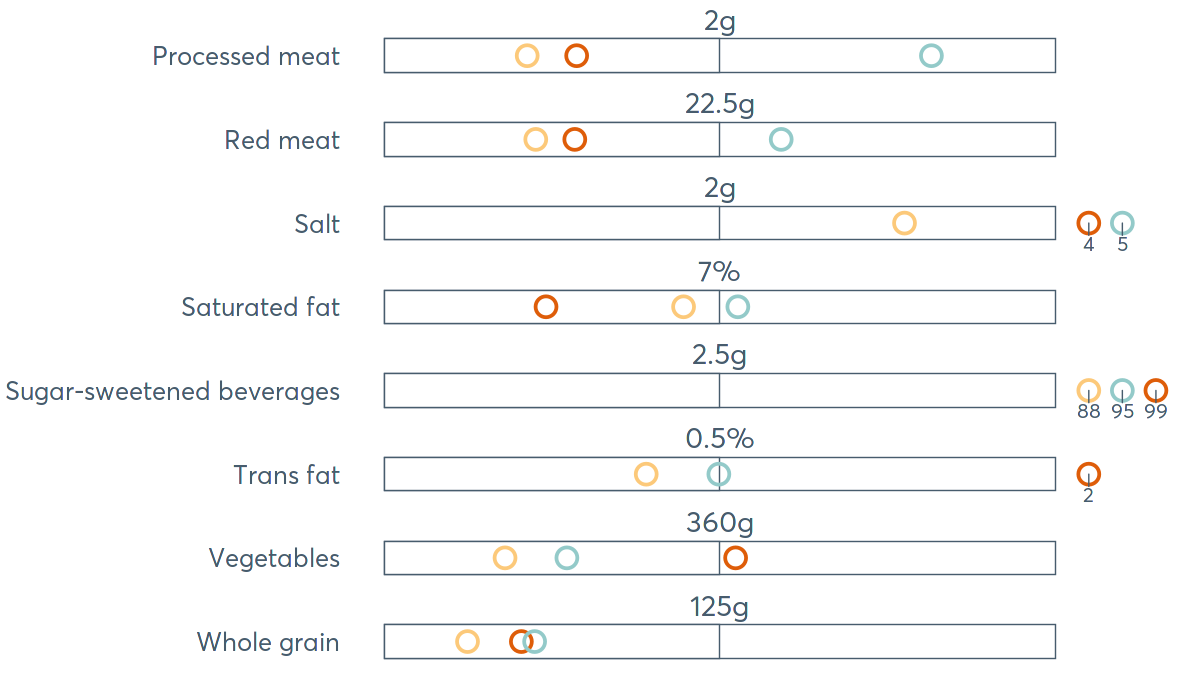 2g
Processed meat
22.5g
Red meat
2g
Salt
4 5
7%
Saturated fat
2.5g
Sugar-sweetened beverages
88 95 99
0.5%
Trans fat
2
360g
Vegetables
125g
Whole grain